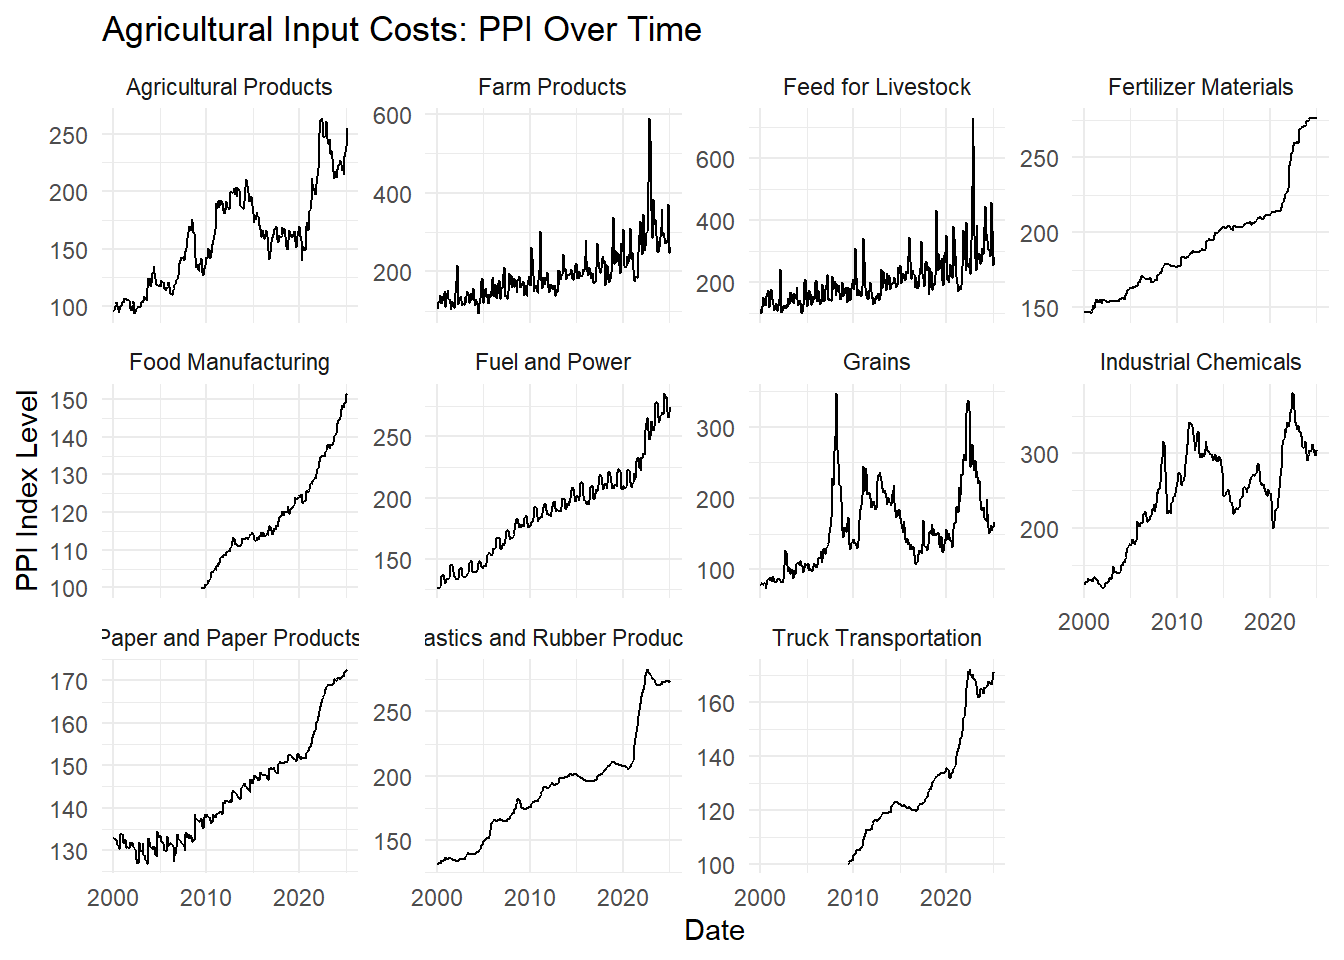 Agricultural Input Costs: PPI Over Time
Agricultural Products
Farm Products
Feed for Livestock
Fertilizer Materials
250
200
150
100
600
400
200
600
400
200
250
200
150
Food Manufacturing
Fuel and Power
Grains
Industrial Chemicals
PPI Index Level
150
140
130
120
110
100
250
200
150
300
200
100
300
200
2000 2010 2020
Paper and Paper Products
astics and Rubber Produc
Truck Transportation
170
160
150
140
130
250
200
150
160
140
120
100
2000 2010 2020
2000 2010 2020
2000 2010 2020
Date